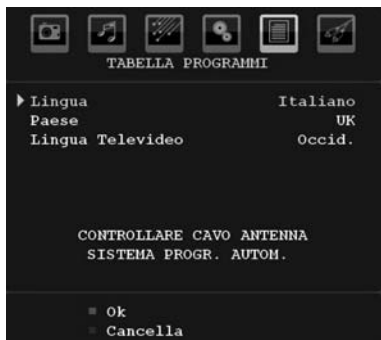 TABELLA PROGRAMMI
Lingua Italiano
Paese UK
Lingua Televideo Occid.
CONTROLLARE CAVO ANTENNA
SISTEMA PROGR. AUTOM.
Ok
Cancella